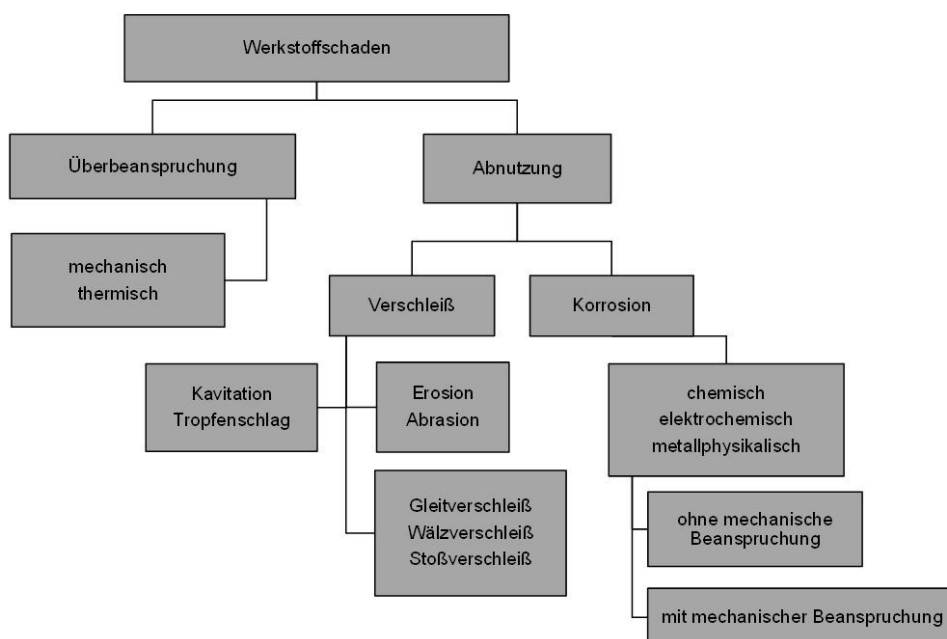 Werkstoffschaden
Überbeanspruchung
Abnutzung
mechanisch
thermisch
Verschleiß
Korrosion
Kavitation
Tropfenschlag
Erosion
Abrasion
chemisch
elektrochemisch
metallphysikalisch
Gleitverschleiß
Wälzverschleiß
Stoßverschleiß
ohne mechanische
Beanspruchung
mit mechanischer Beanspruchung